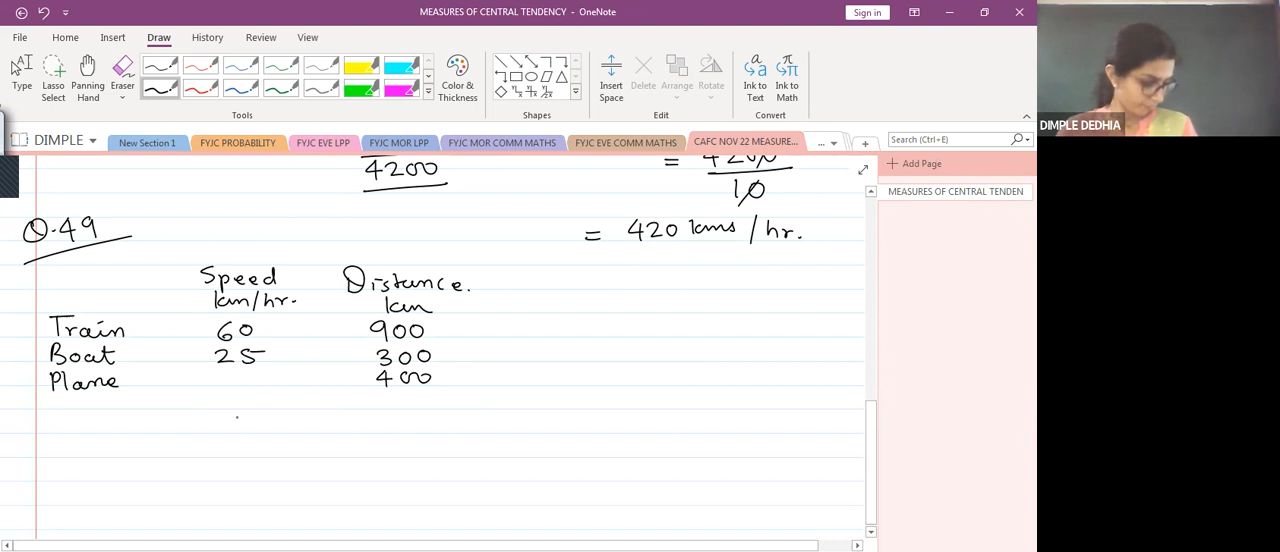 MEASURES OF CENTRAL TENDENCY - OneNote
Sign in
File Home Insert Draw History Review View
Type
Lasso Select
Panning Hand
Eraser
Tools
Shapes
Color & Thickness
Insert Space
Delete
Arrange
Rotate
Edit
Ink to Text
Ink to Math
Convert
DIMPLE
New Section 1
FYJC PROBABILITY
FYJC EVE LPP
FYJC MOR LPP
FYJC MOR COMM MATHS
FYJC EVE COMM MATHS
CAFC NOV 22 MEASURE...
Search (Ctrl+E)
DIMPLE DEDHIA
Add Page
MEASURES OF CENTRAL TENDEN
4200
= 4200
10
= 420 kms / hr.
Q.49
Speed Distance.
km/hr. km
Train 60 900
Boat 25 300
Plane 400